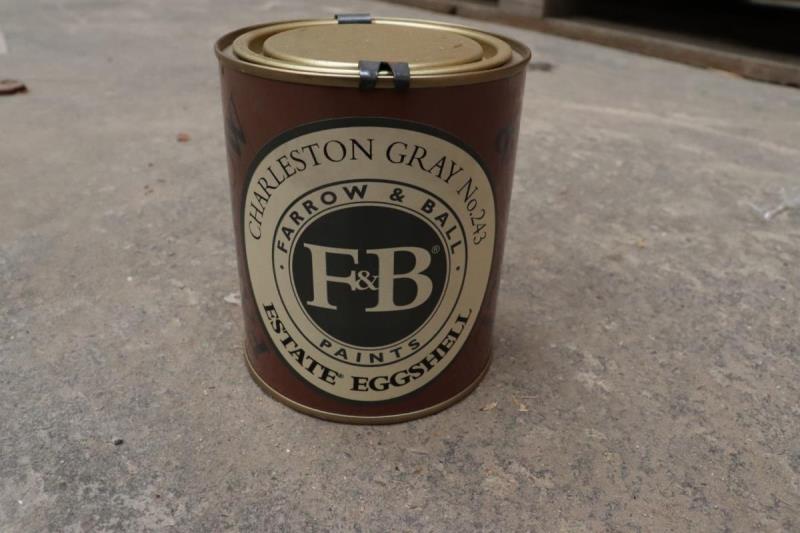 CHARLESTON GRAY No.243
FARROW & BALL
F&B®
PAINTS
ESTATE® EGGSHELL